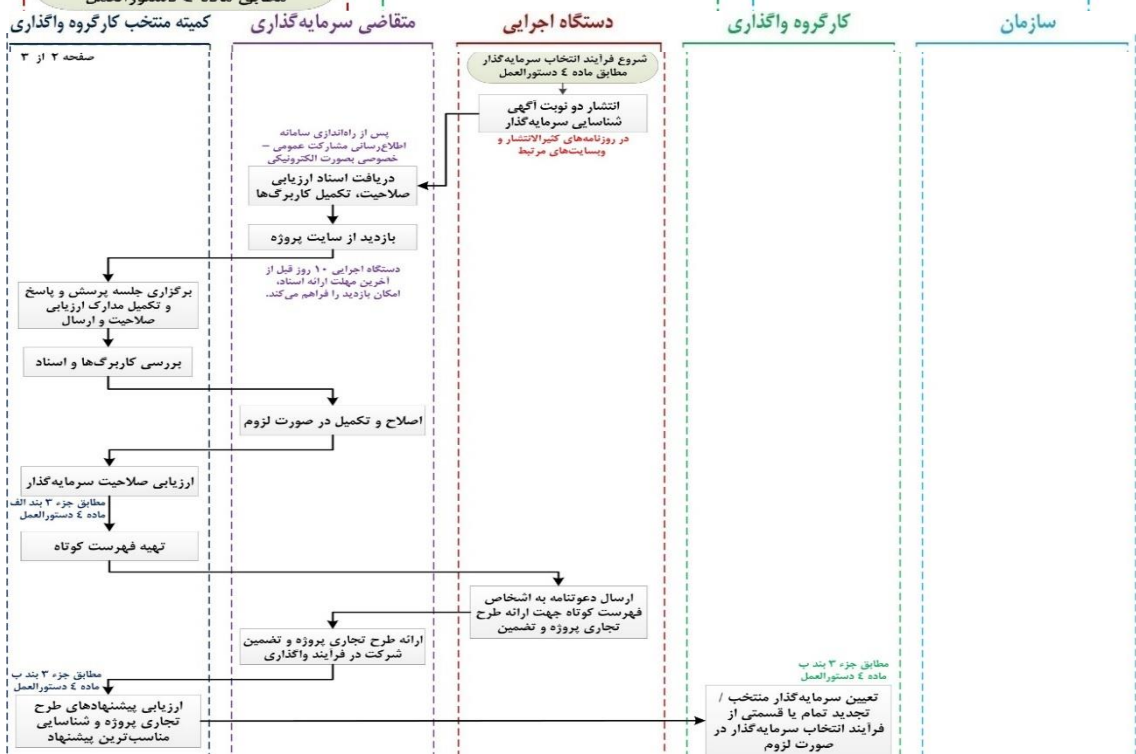 مطابق ماده ٤ دستورالعمل
سازمان
کارگروه واگذاری
دستگاه اجرایی
متقاضی سرمایه‌گذاری
کمیته منتخب کارگروه واگذاری
صفحه ۲ از ۳
شروع فرآیند انتخاب سرمایه‌گذار
مطابق ماده ٤ دستورالعمل
انتشار دو نوبت آگهی
شناسایی سرمایه‌گذار
در روزنامه‌های کثیرالانتشار و
وبسایت‌های مرتبط
پس از راه‌اندازی سامانه
اطلاع‌رسانی مشارکت عمومی –
خصوصی بصورت الکترونیکی
دریافت اسناد ارزیابی
صلاحیت، تکمیل کاربرگ‌ها
بازدید از سایت پروژه
دستگاه اجرایی ۱۰ روز قبل از
آخرین مهلت ارائه اسناد،
امکان بازدید را فراهم می‌کند.
برگزاری جلسه پرسش و پاسخ
و تکمیل مدارک ارزیابی
صلاحیت و ارسال
بررسی کاربرگ‌ها و اسناد
اصلاح و تکمیل در صورت لزوم
ارزیابی صلاحیت سرمایه‌گذار
مطابق جزء ۳ بند الف
ماده ٤ دستورالعمل
تهیه فهرست کوتاه
ارسال دعوتنامه به اشخاص
فهرست کوتاه جهت ارائه طرح
تجاری پروژه و تضمین
ارائه طرح تجاری پروژه و تضمین
شرکت در فرآیند واگذاری
مطابق جزء ۳ بند ب
ماده ٤ دستورالعمل
ارزیابی پیشنهادهای طرح
تجاری پروژه و شناسایی
مناسب‌ترین پیشنهاد
مطابق جزء ۳ بند ب
ماده ٤ دستورالعمل
تعیین سرمایه‌گذار منتخب /
تجدید تمام یا قسمتی از
فرآیند انتخاب سرمایه‌گذار در
صورت لزوم